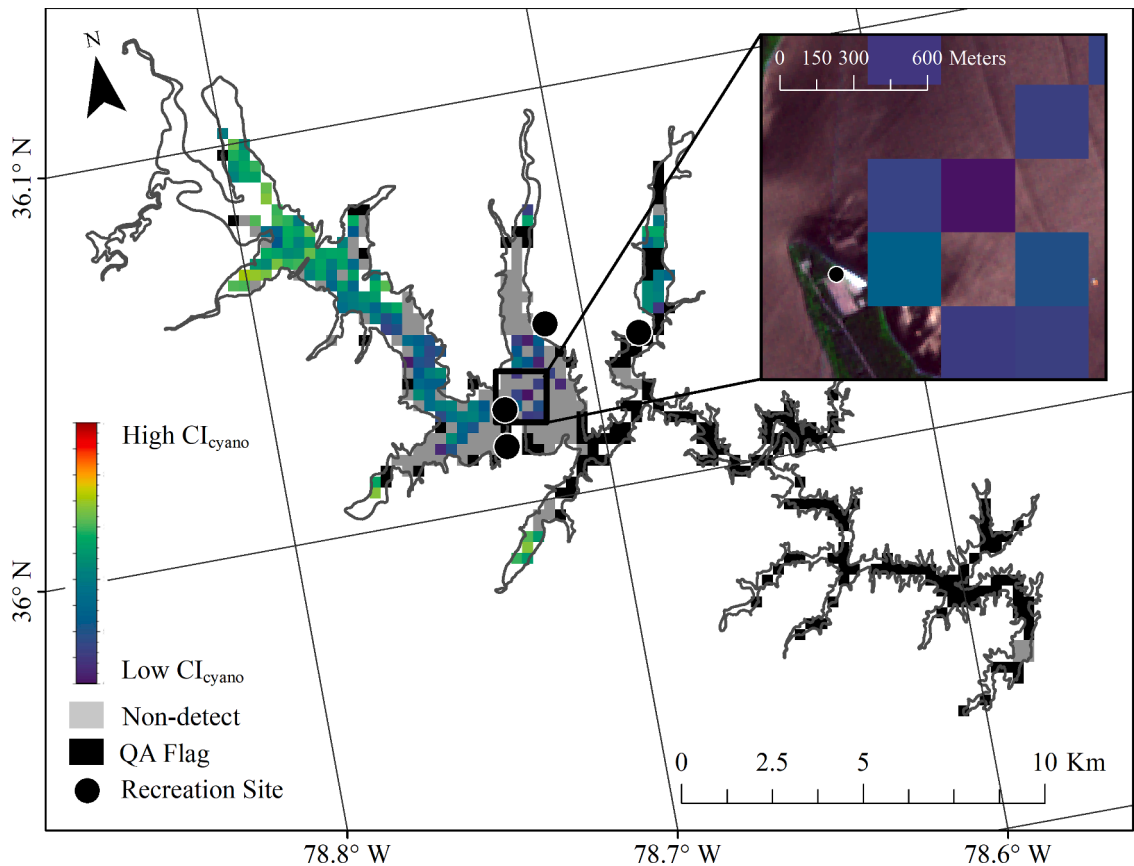 N
0 150 300 600 Meters
36.1° N
36° N
High CIcyano
Low CIcyano
Non-detect
QA Flag
Recreation Site
0 2.5 5 10 Km
78.8° W 78.7° W 78.6° W